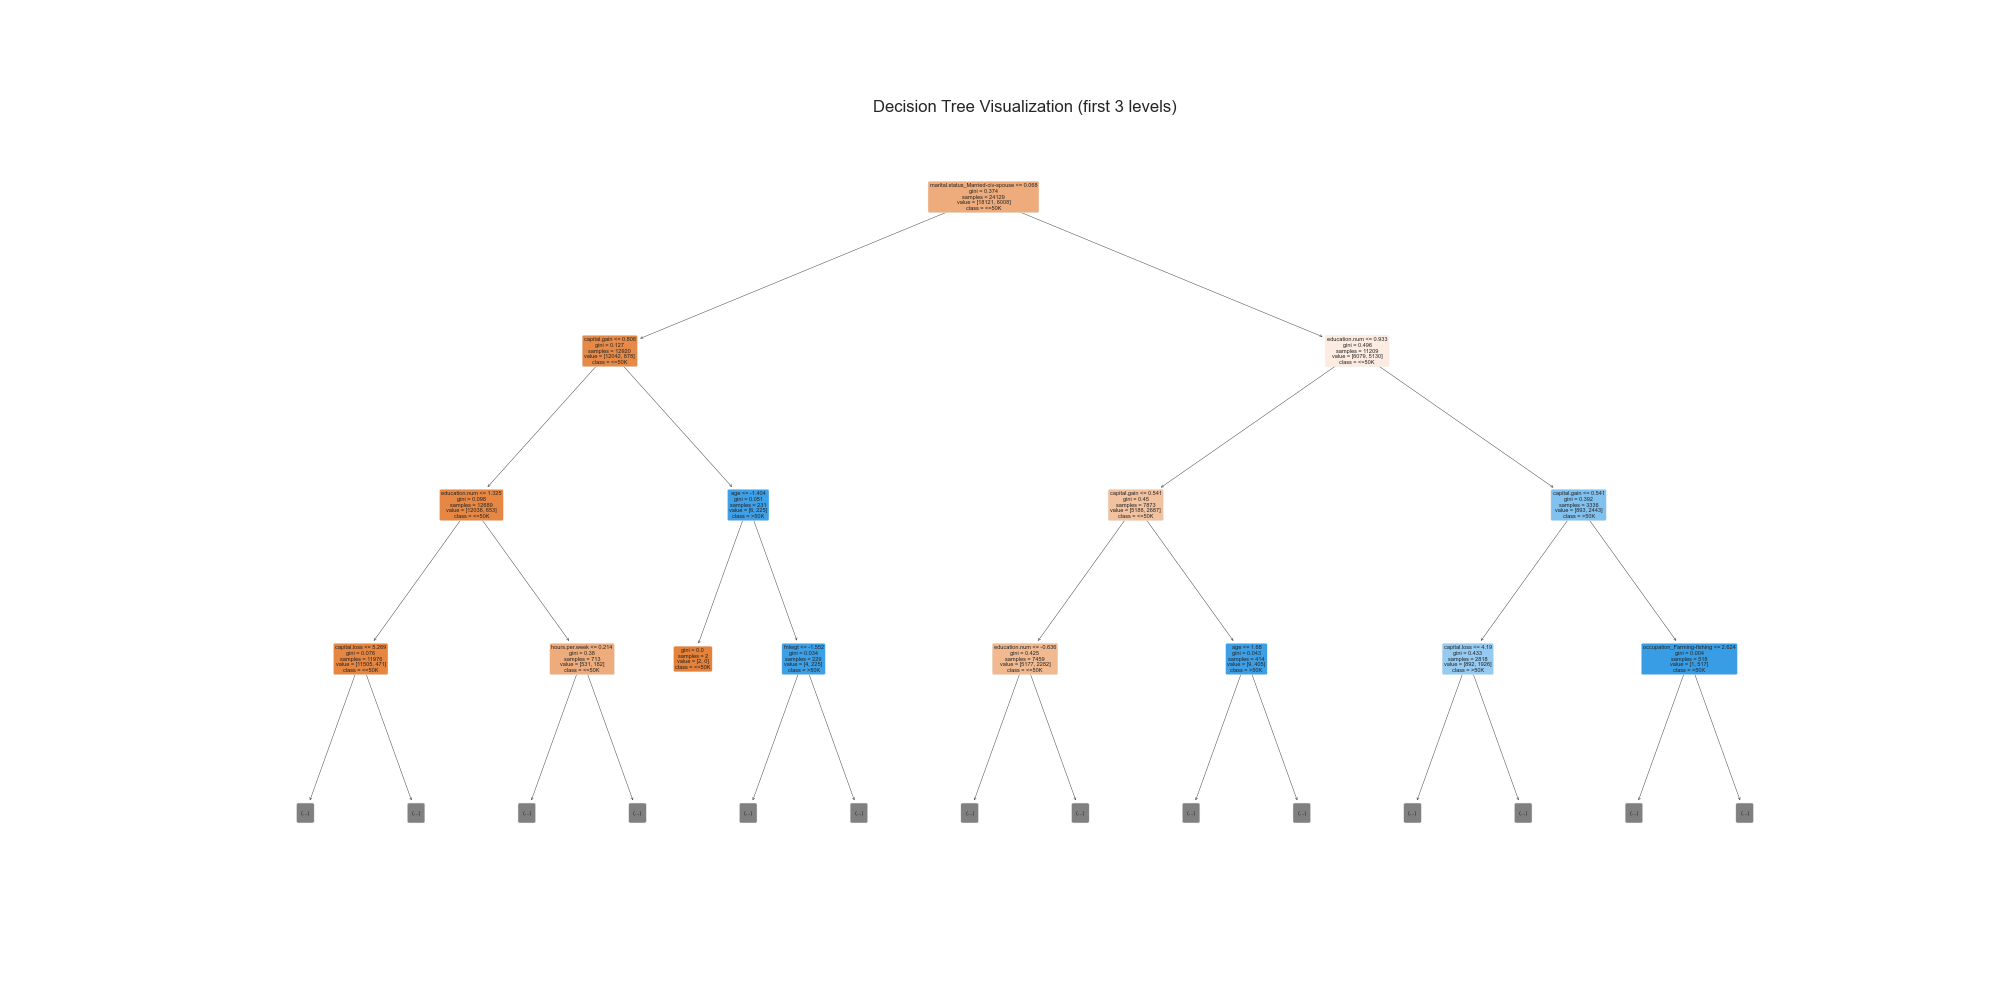 Decision Tree Visualization (first 3 levels)
marital.status_Married-civ-spouse <= 0.068
gini = 0.374
samples = 24129
value = [18121, 6008]
class = <=50K
capital.gain <= 0.808
gini = 0.127
samples = 12920
value = [12042, 878]
class = <=50K
education.num <= 0.933
gini = 0.496
samples = 11209
value = [6079, 5130]
class = <=50K
education.num <= 1.325
gini = 0.098
samples = 12689
value = [12036, 653]
class = <=50K
age <= -1.404
gini = 0.051
samples = 231
value = [6, 225]
class = >50K
capital.gain <= 0.541
gini = 0.45
samples = 7873
value = [5186, 2687]
class = <=50K
capital.gain <= 0.541
gini = 0.392
samples = 3336
value = [893, 2443]
class = >50K
capital.loss <= 5.269
gini = 0.076
samples = 11976
value = [11505, 471]
class = <=50K
hours.per.week <= 0.214
gini = 0.38
samples = 713
value = [531, 182]
class = <=50K
gini = 0.0
samples = 2
value = [2, 0]
class = <=50K
fnlwgt <= -1.552
gini = 0.034
samples = 229
value = [4, 225]
class = >50K
education.num <= -0.636
gini = 0.425
samples = 7459
value = [5177, 2282]
class = <=50K
age <= 1.68
gini = 0.043
samples = 414
value = [9, 405]
class = >50K
capital.loss <= 4.19
gini = 0.433
samples = 2818
value = [892, 1926]
class = >50K
occupation_Farming-fishing <= 2.624
gini = 0.004
samples = 518
value = [1, 517]
class = >50K
(...)
(...)
(...)
(...)
(...)
(...)
(...)
(...)
(...)
(...)
(...)
(...)
(...)
(...)